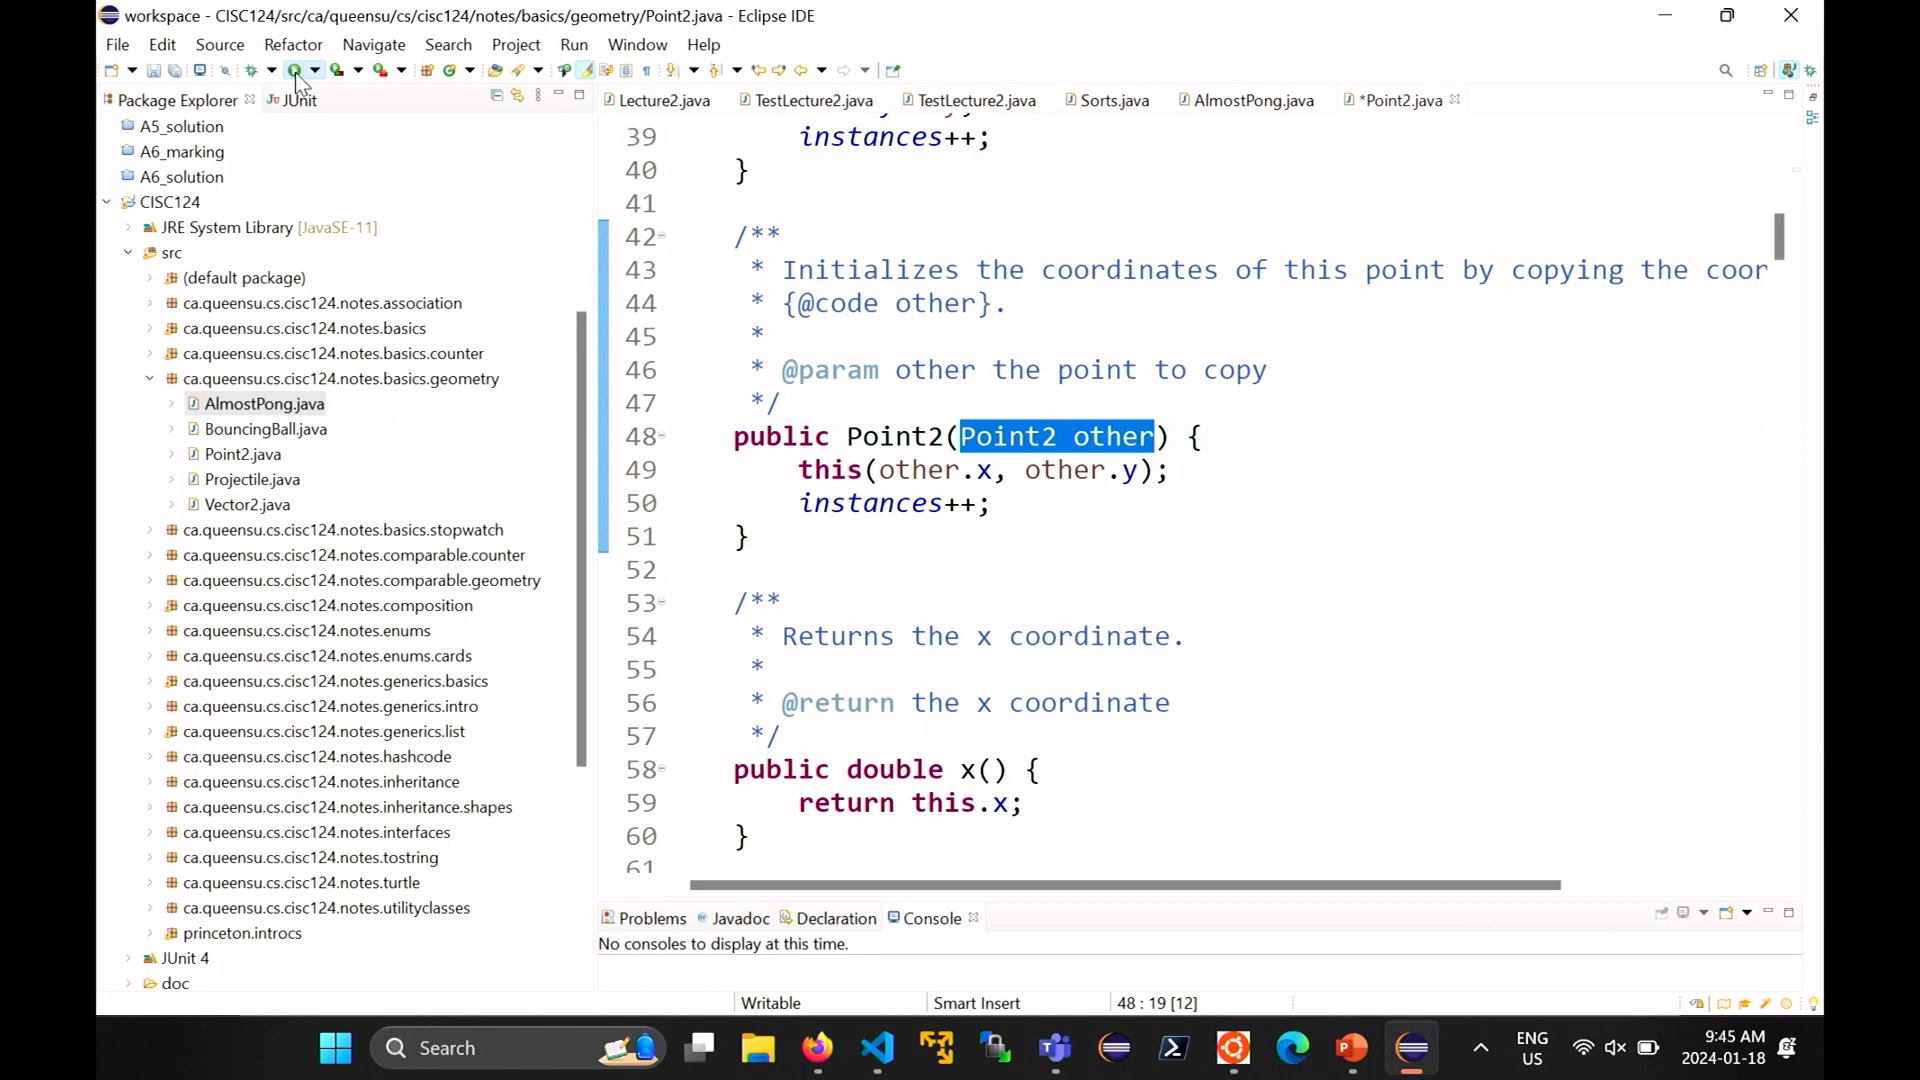 workspace - CISC124/src/ca/queensu/cs/cisc124/notes/basics/geometry/Point2.java - Eclipse IDE
File Edit Source Refactor Navigate Search Project Run Window Help
Package Explorer JUnit
A5_solution
A6_marking
A6_solution
CISC124
JRE System Library [JavaSE-11]
src
(default package)
ca.queensu.cs.cisc124.notes.association
ca.queensu.cs.cisc124.notes.basics
ca.queensu.cs.cisc124.notes.basics.counter
ca.queensu.cs.cisc124.notes.basics.geometry
AlmostPong.java
BouncingBall.java
Point2.java
Projectile.java
Vector2.java
ca.queensu.cs.cisc124.notes.basics.stopwatch
ca.queensu.cs.cisc124.notes.comparable.counter
ca.queensu.cs.cisc124.notes.comparable.geometry
ca.queensu.cs.cisc124.notes.composition
ca.queensu.cs.cisc124.notes.enums
ca.queensu.cs.cisc124.notes.enums.cards
ca.queensu.cs.cisc124.notes.generics.basics
ca.queensu.cs.cisc124.notes.generics.intro
ca.queensu.cs.cisc124.notes.generics.list
ca.queensu.cs.cisc124.notes.hashcode
ca.queensu.cs.cisc124.notes.inheritance
ca.queensu.cs.cisc124.notes.inheritance.shapes
ca.queensu.cs.cisc124.notes.interfaces
ca.queensu.cs.cisc124.notes.tostring
ca.queensu.cs.cisc124.notes.turtle
ca.queensu.cs.cisc124.notes.utilityclasses
princeton.introcs
JUnit 4
doc
Lecture2.java TestLecture2.java TestLecture2.java Sorts.java AlmostPong.java *Point2.java
39 instances++;
40 }
41
42 /**
43 * Initializes the coordinates of this point by copying the coor
44 * {@code other}.
45 *
46 * @param other the point to copy
47 */
48 public Point2(Point2 other) {
49 this(other.x, other.y);
50 instances++;
51 }
52
53 /**
54 * Returns the x coordinate.
55 *
56 * @return the x coordinate
57 */
58 public double x() {
59 return this.x;
60 }
61
Problems Javadoc Declaration Console
No consoles to display at this time.
Writable Smart Insert 48 : 19 [12]
Search
ENG
US
9:45 AM
2024-01-18